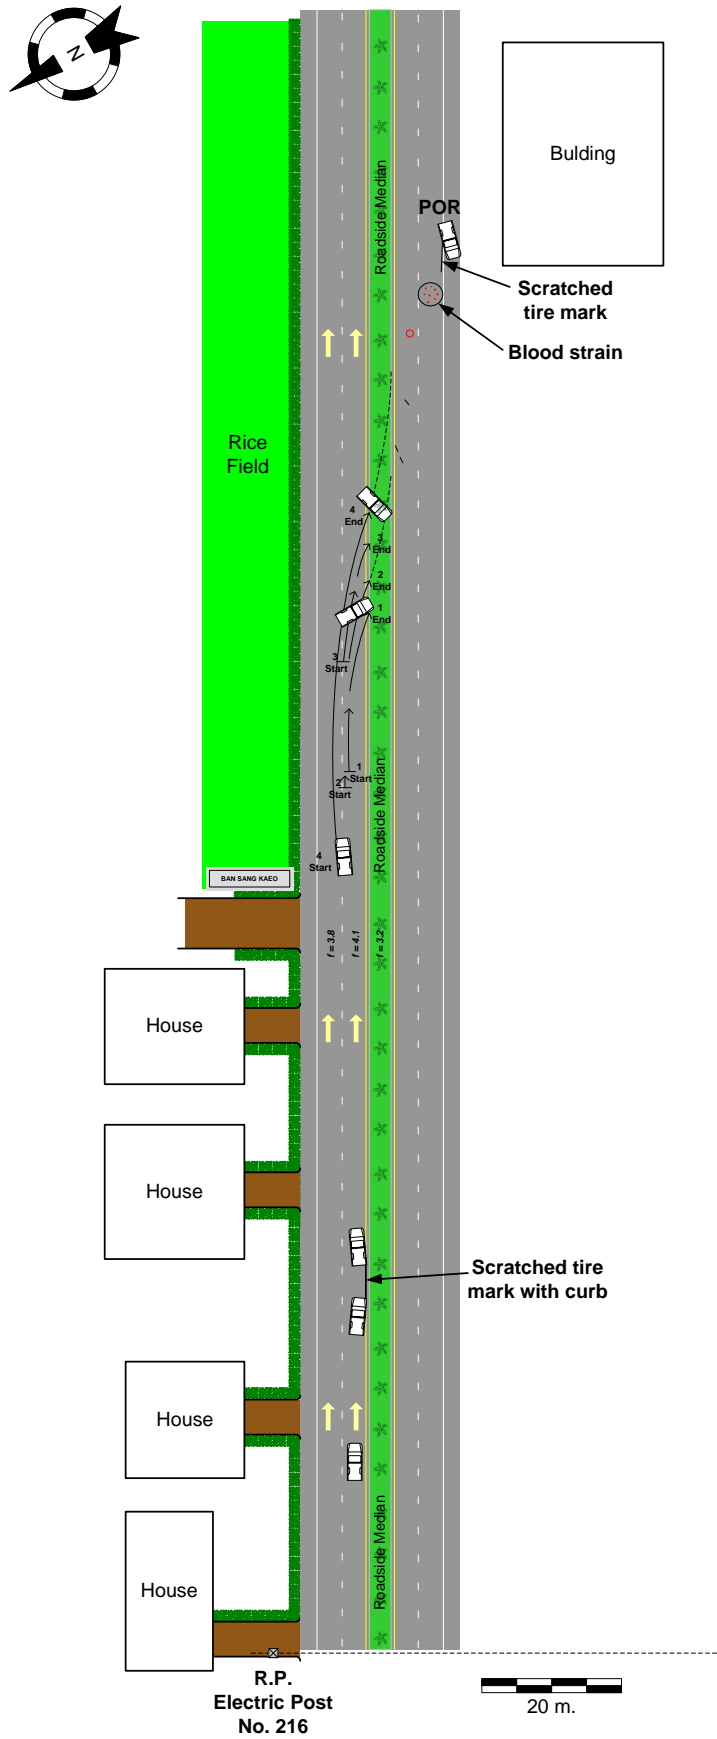 N
Bulding
Roadside Median
POR
Scratched
tire mark
Blood strain
Rice
Field
4
End
3
End
2
End
1
End
3
Start
1
Start
2
Start
Roadside Median
4
Start
BAN SANG KAEO
f = 3.8
f = 4.1
f = 3.2
House
House
Scratched tire
mark with curb
House
Roadside Median
House
R.P.
Electric Post
No. 216
20 m.